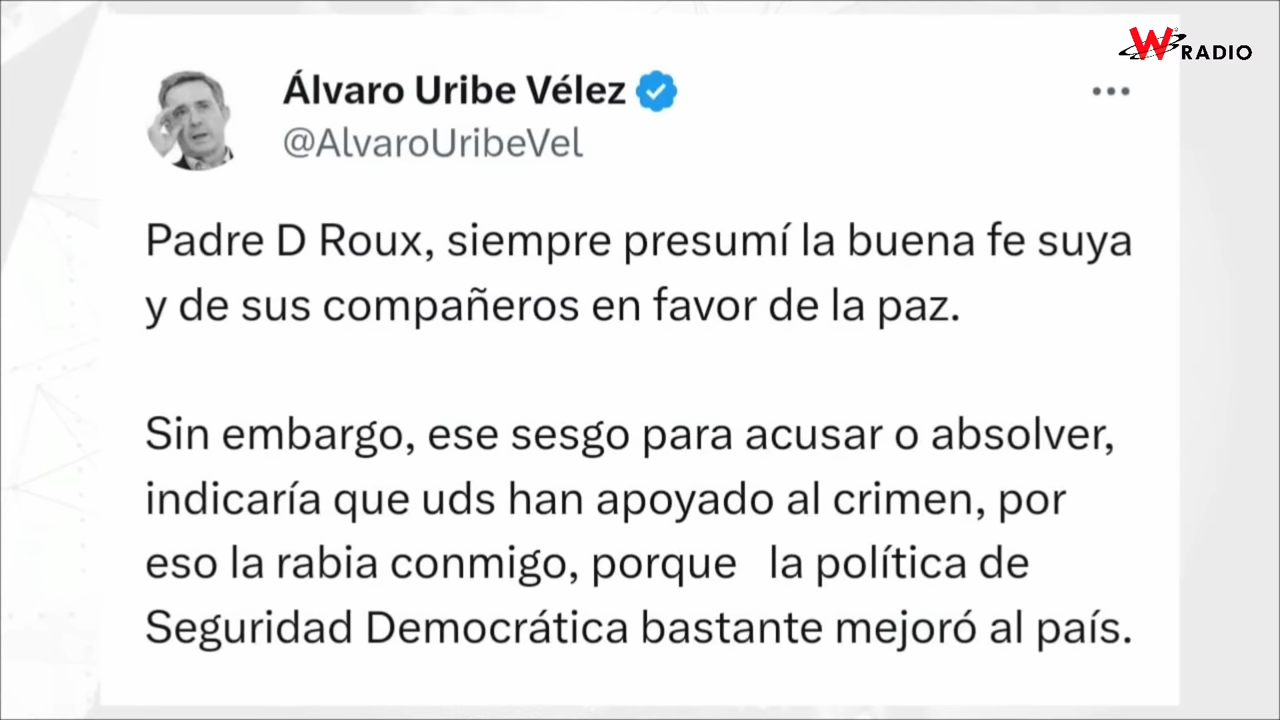 W RADIO
Álvaro Uribe Vélez
@AlvaroUribeVel
Padre D Roux, siempre presumí la buena fe suya
y de sus compañeros en favor de la paz.
Sin embargo, ese sesgo para acusar o absolver,
indicaría que uds han apoyado al crimen, por
eso la rabia conmigo, porque   la política de
Seguridad Democrática bastante mejoró al país.